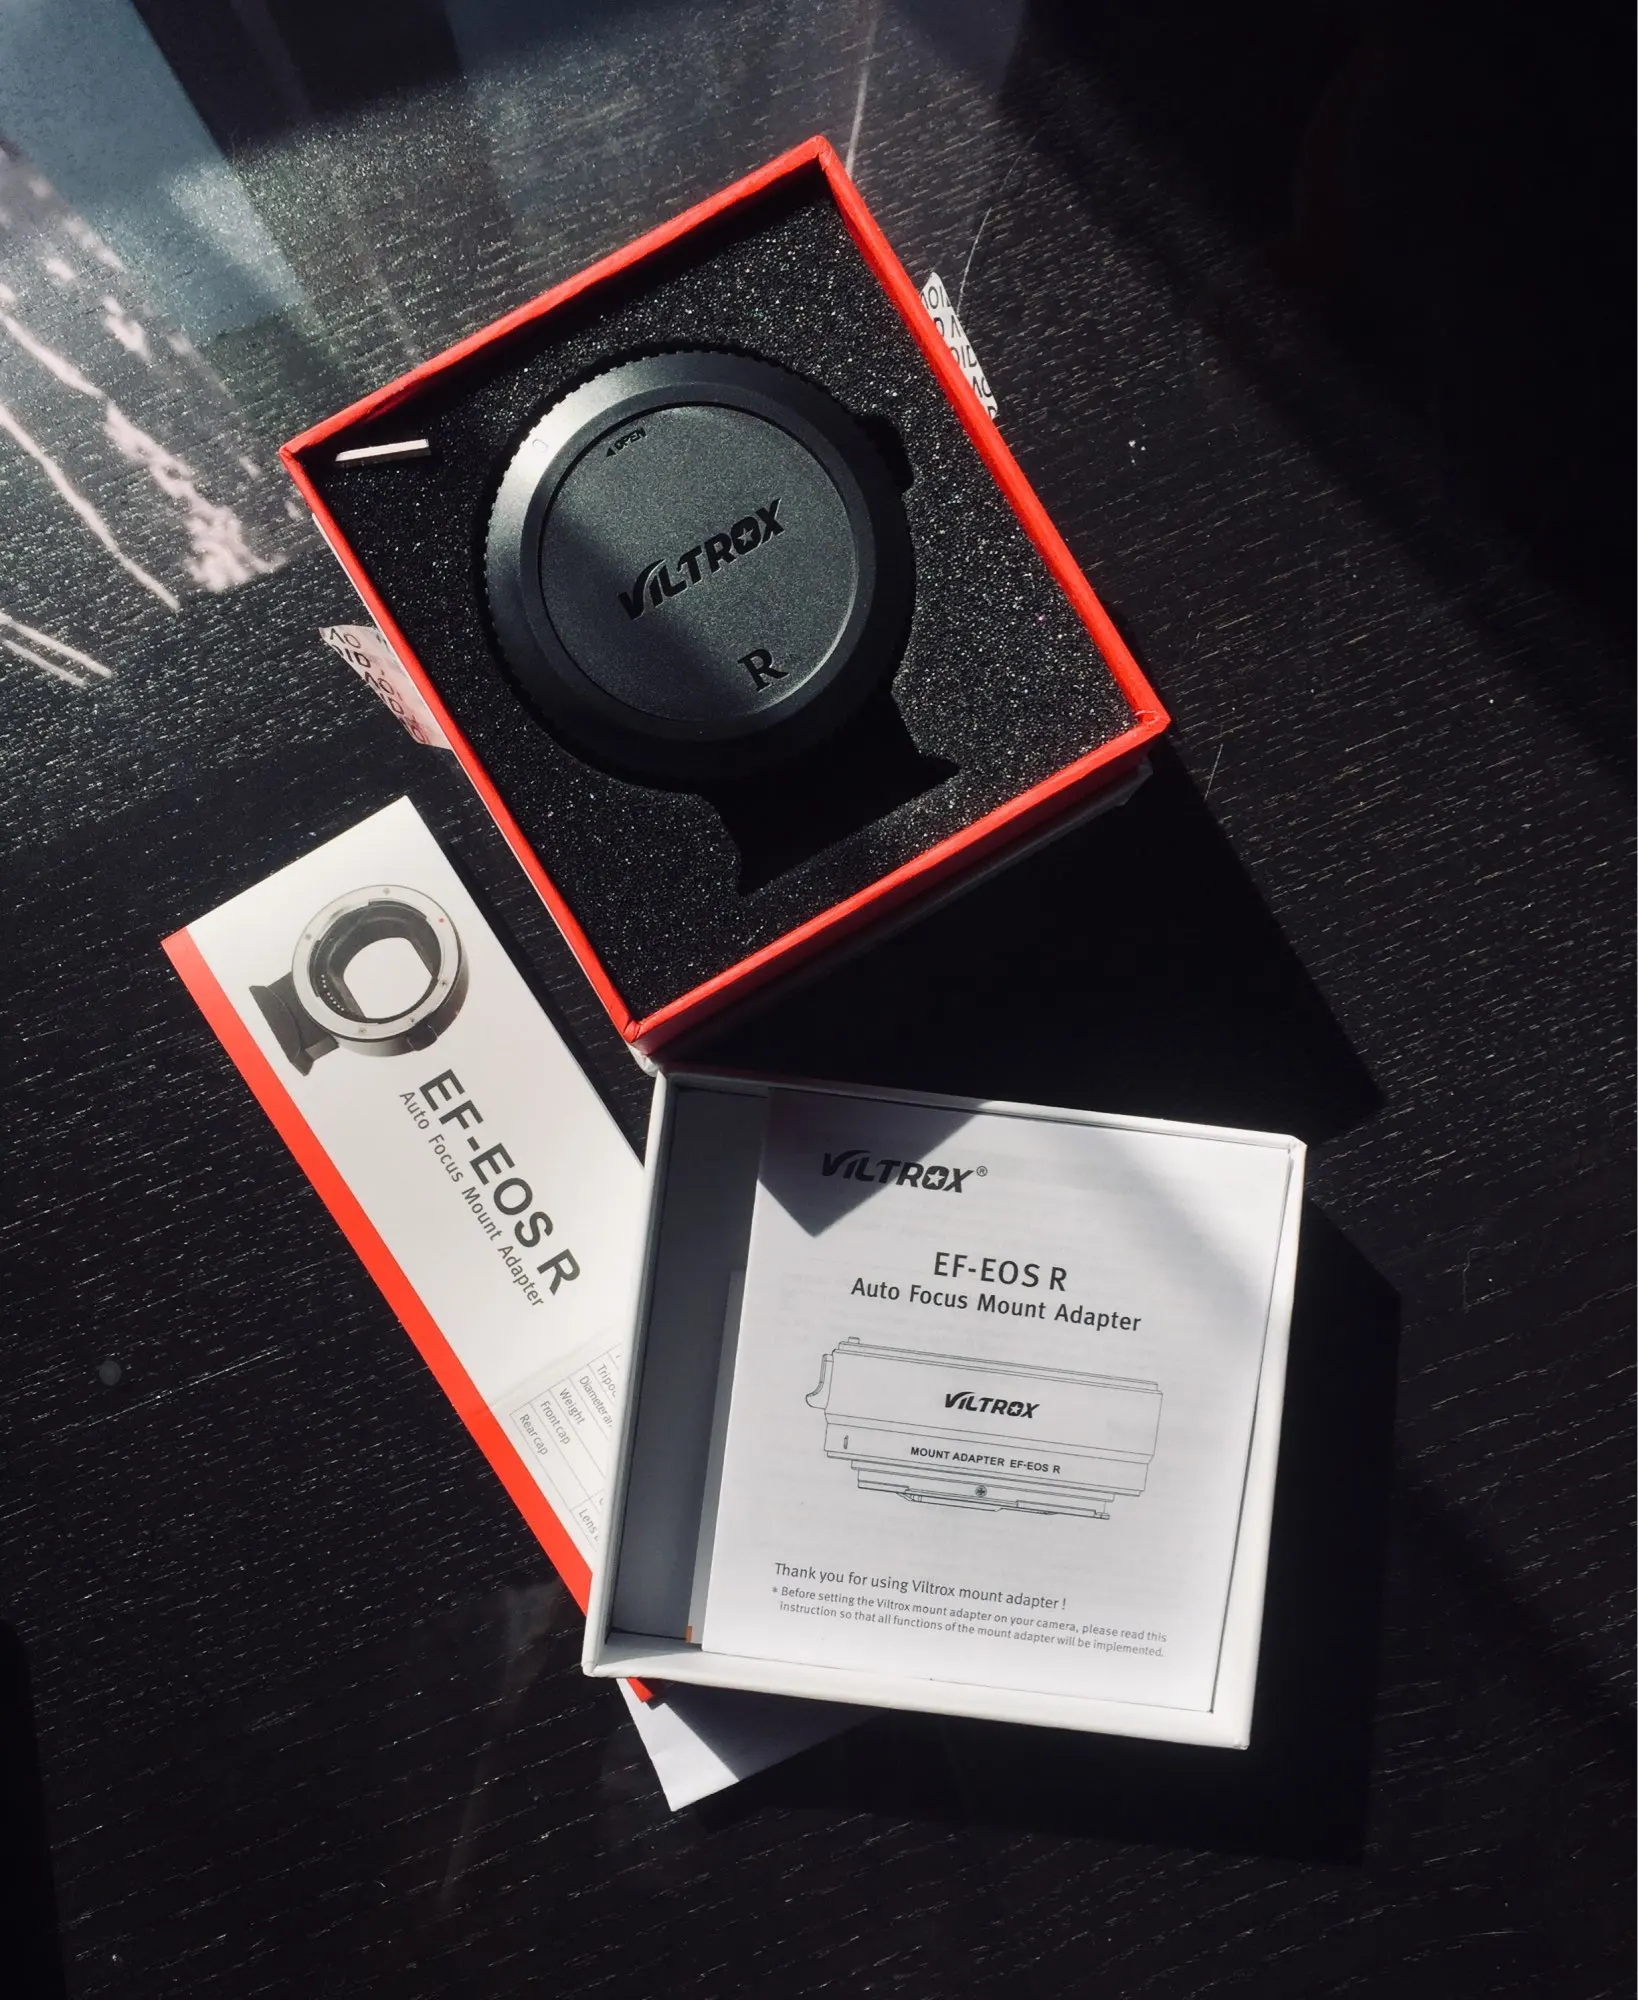 ◄ OPEN
VILTROX
R
VOID
EF-EOS R
Auto Focus Mount Adapter
Weight
Front cap
Rear cap
Lens
VILTROX®
EF-EOS R
Auto Focus Mount Adapter
VILTROX
MOUNT ADAPTER EF-EOS R
Thank you for using Viltrox mount adapter !
* Before setting the Viltrox mount adapter on your camera, please read this
instruction so that all functions of the mount adapter will be implemented.